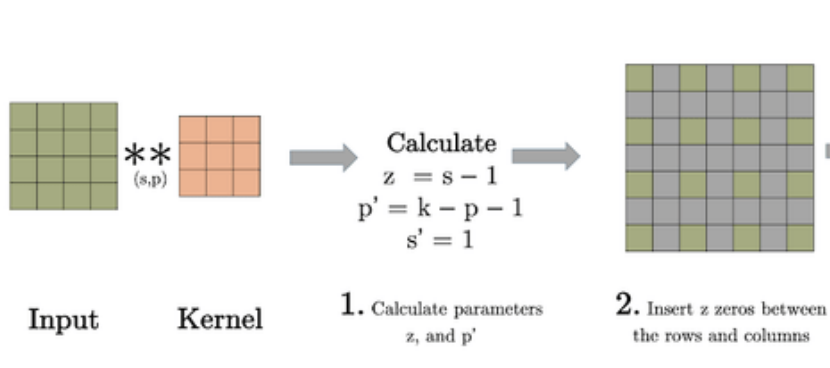 **
(s,p)
Input
Kernel
Calculate
z = s − 1
p' = k − p − 1
s' = 1
1. Calculate parameters
z, and p'
2. Insert z zeros between
the rows and columns